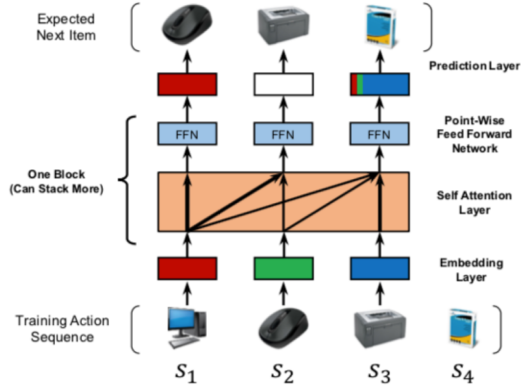 Expected
Next Item
Prediction Layer
FFN
FFN
FFN
Point-Wise
Feed Forward
Network
One Block
(Can Stack More)
Self Attention
Layer
Embedding
Layer
Training Action
Sequence
S1
S2
S3
S4